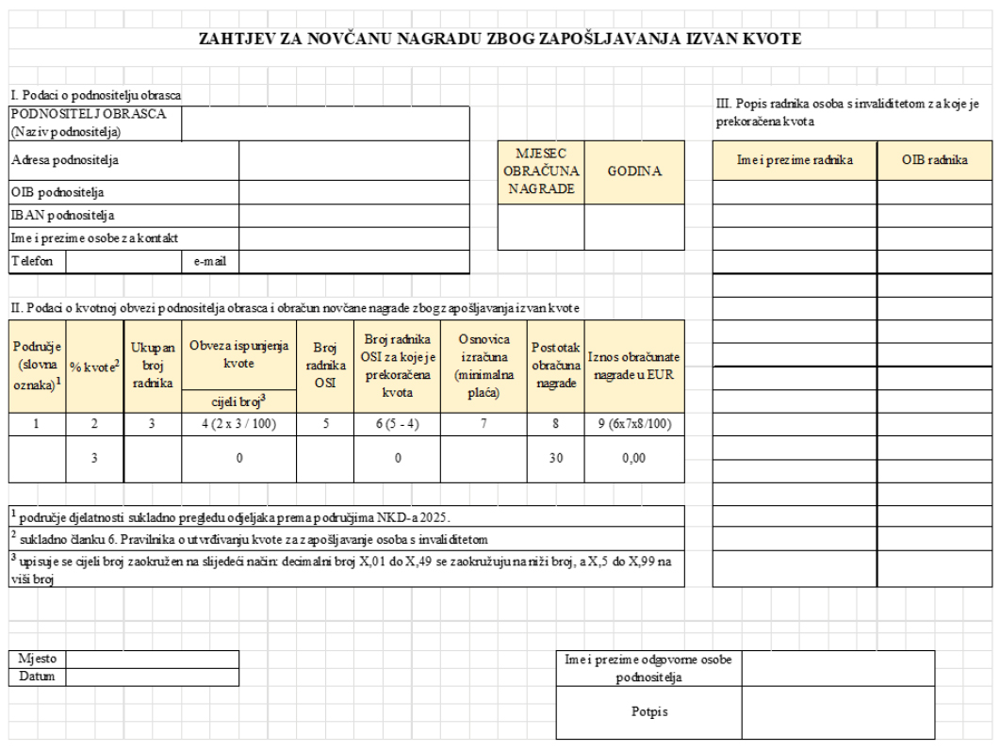 ZAHTJEV ZA NOVČANU NAGRADU ZBOG ZAPOŠLJAVANJA IZVAN KVOTE
I. Podaci o podnositelju obrasca
PODNOSITELJ OBRASCA
(Naziv podnositelja)
Adresa podnositelja
OIB podnositelja
IBAN podnositelja
Ime i prezime osobe za kontakt
Telefon
e-mail
MJESEC
OBRAČUNA
NAGRADE
GODINA
III. Popis radnika osoba s invaliditetom za koje je
prekoračena kvota
Ime i prezime radnika
OIB radnika
II. Podaci o kvotnoj obvezi podnositelja obrasca i obračun novčane nagrade zbog zapošljavanja izvan kvote
Područje
(slovna
oznaka)¹
% kvote²
Ukupan
broj
radnika
Obveza ispunjenja
kvote
cijeli broj³
Broj
radnika
OSI
Broj radnika
OSI za koje je
prekoračena
kvota
Osnovica
izračuna
(minimalna
plaća)
Postotak
obračuna
nagrade
Iznos obračunate
nagrade u EUR
1 2 3 4 (2 x 3 / 100) 5 6 (5 - 4) 7 8 9 (6x7x8/100)
3 0 0 30 0,00
¹ područje djelatnosti sukladno pregledu odjeljaka prema područjima NKD-a 2025.
² sukladno članku 6. Pravilnika o utvrđivanju kvote za zapošljavanje osoba s invaliditetom
³ upisuje se cijeli broj zaokružen na slijedeći način: decimalni broj X,01 do X,49 se zaokružuju na niži broj, a X,5 do X,99 na
viši broj
Mjesto
Datum
Ime i prezime odgovorne osobe
podnositelja
Potpis